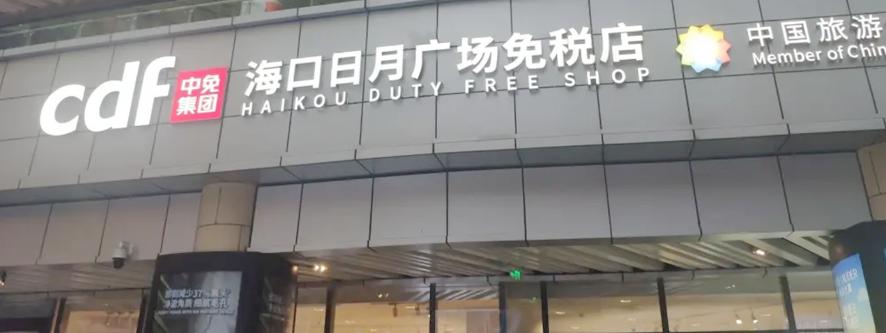 cdf
中免
集团
海口日月广场免税店
HAIKOU DUTY FREE SHOP
中国旅游
Member of China